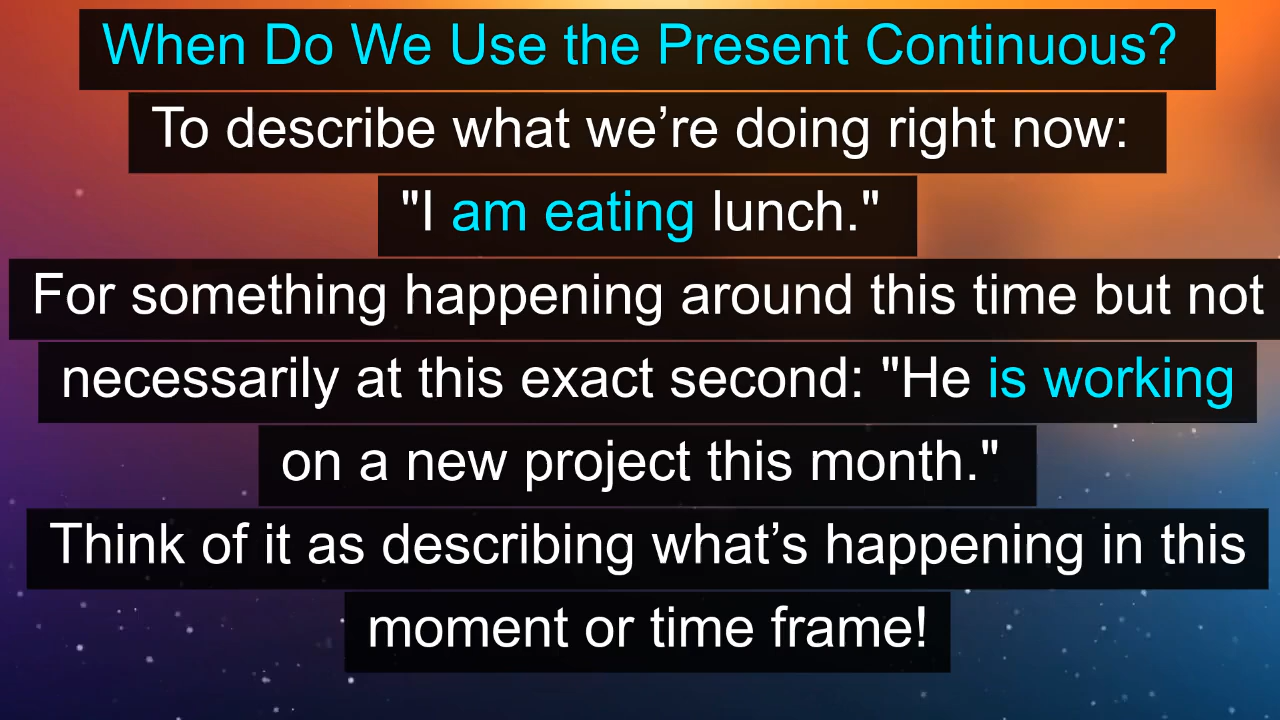 When Do We Use the Present Continuous?
To describe what we’re doing right now:
"I am eating lunch."
For something happening around this time but not
necessarily at this exact second: "He is working
on a new project this month."
Think of it as describing what’s happening in this
moment or time frame!